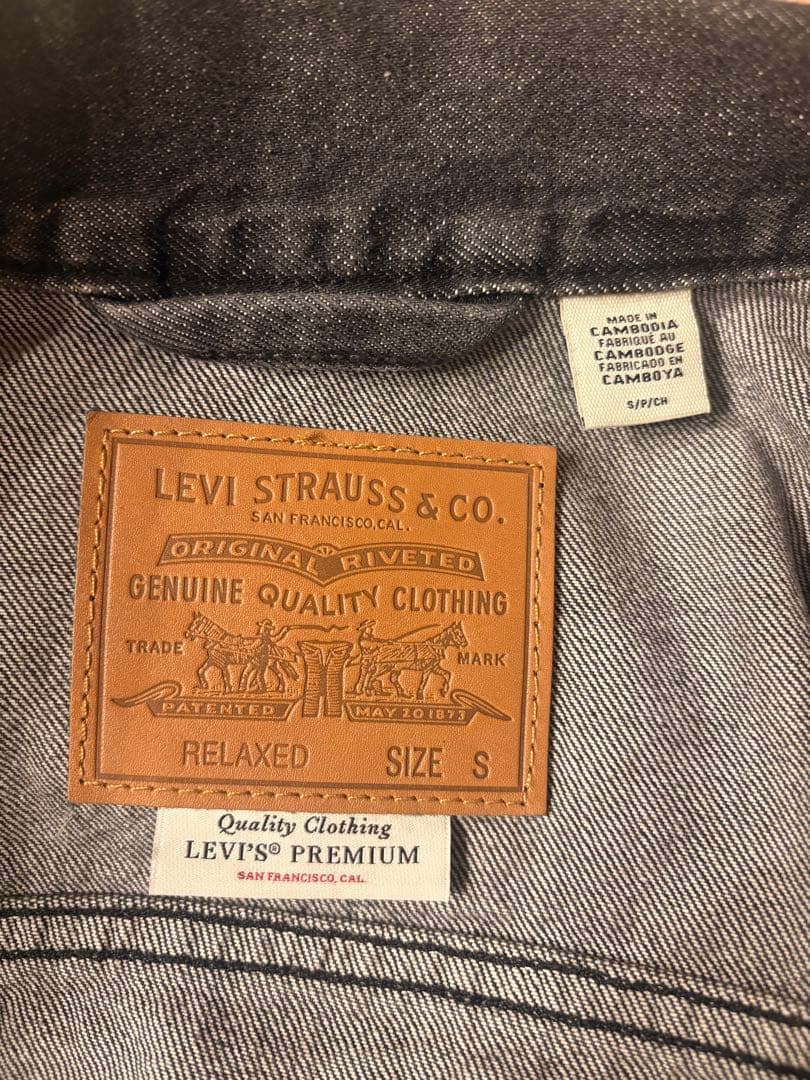 MADE IN
CAMBODIA
FABRIQUE AU
CAMBODGE
FABRICADO EN
CAMBOYA
S/P/CH
LEVI STRAUSS & CO.
SAN FRANCISCO, CAL.
ORIGINAL RIVETED
GENUINE QUALITY CLOTHING
TRADE MARK
PATENTED MAY 20 1873
RELAXED SIZE S
Quality Clothing
LEVI'S® PREMIUM
SAN FRANCISCO, CAL.